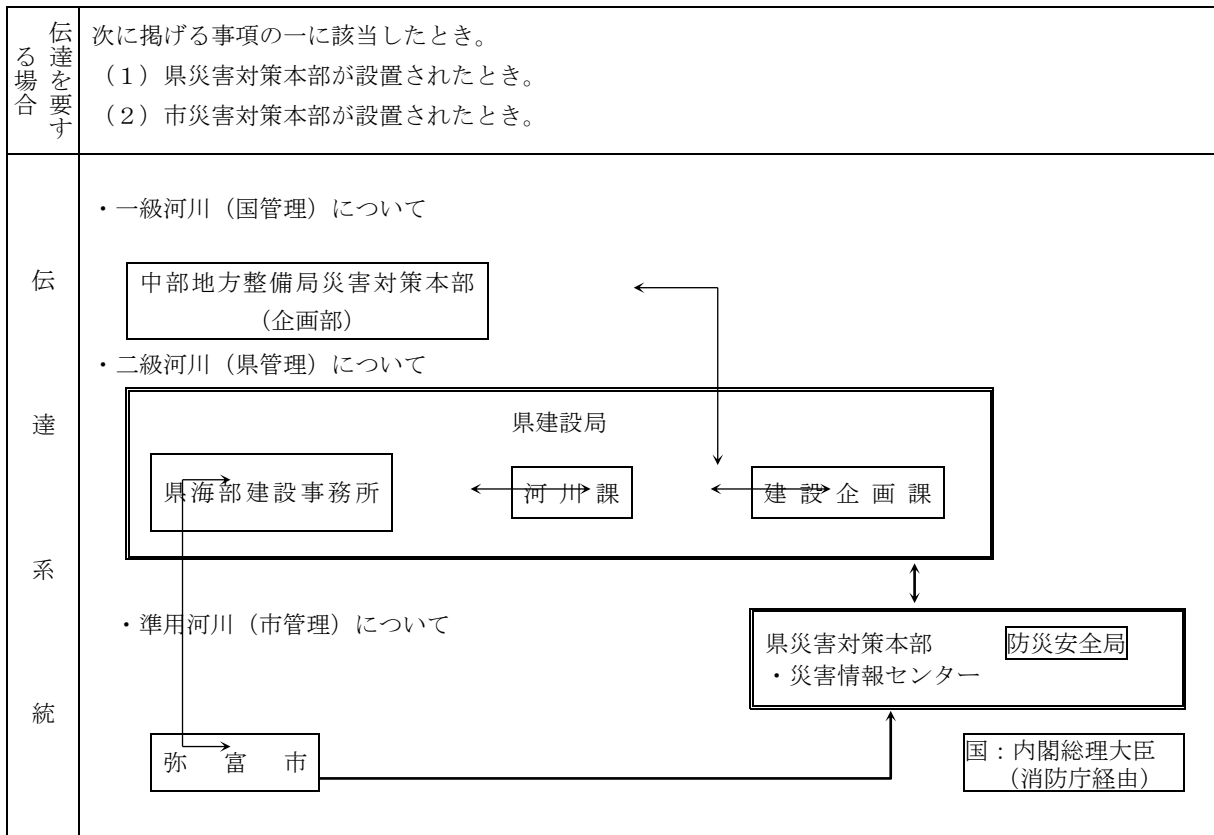 伝達を要す
る場合
次に掲げる事項の一に該当したとき。
（１）県災害対策本部が設置されたとき。
（２）市災害対策本部が設置されたとき。
伝達系統
・一級河川（国管理）について
中部地方整備局災害対策本部
（企画部）
・二級河川（県管理）について
県建設局
県海部建設事務所
河川課
建設企画課
・準用河川（市管理）について
県災害対策本部 防災安全局
・災害情報センター
弥富市
国：内閣総理大臣
（消防庁経由）